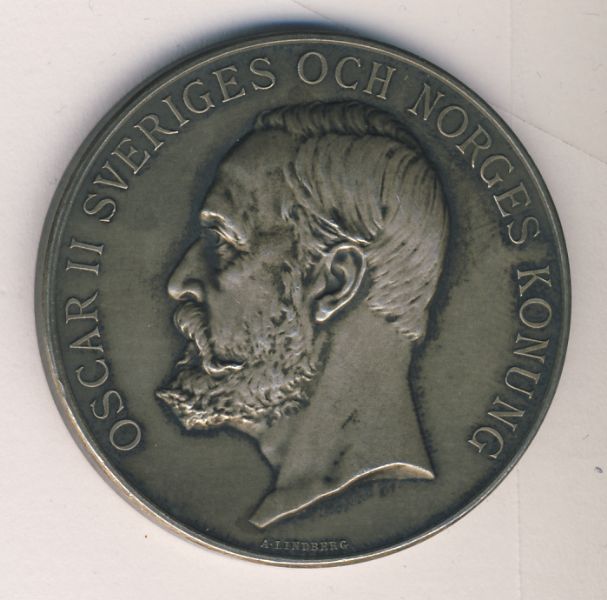 OSCAR II SVERIGES OCH NORGES KONUNG
A·LINDBERG